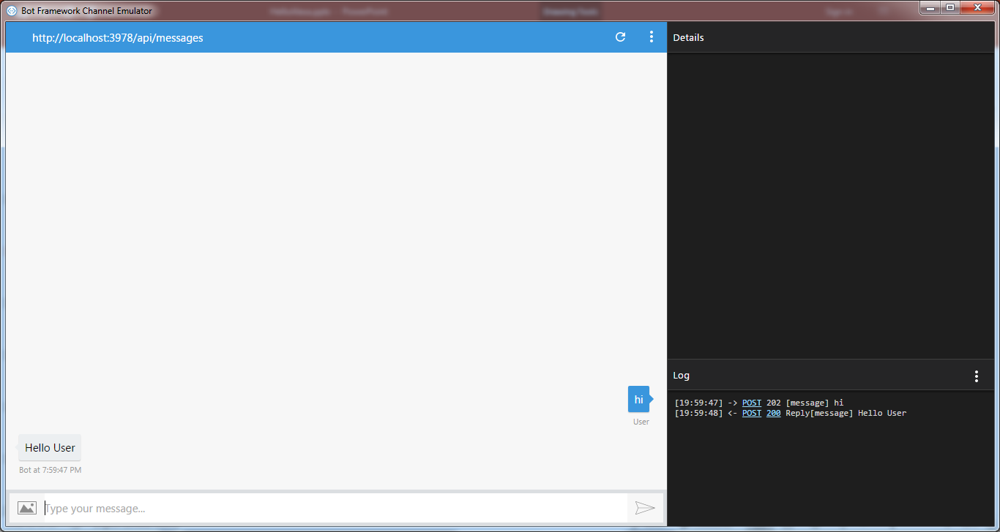 Bot Framework Channel Emulator
http://localhost:3978/api/messages
Details
hi
User
Hello User
Bot at 7:59:47 PM
Type your message...
Log
[19:59:47] -> POST 202 [message] hi
[19:59:48] <- POST 200 Reply[message] Hello User